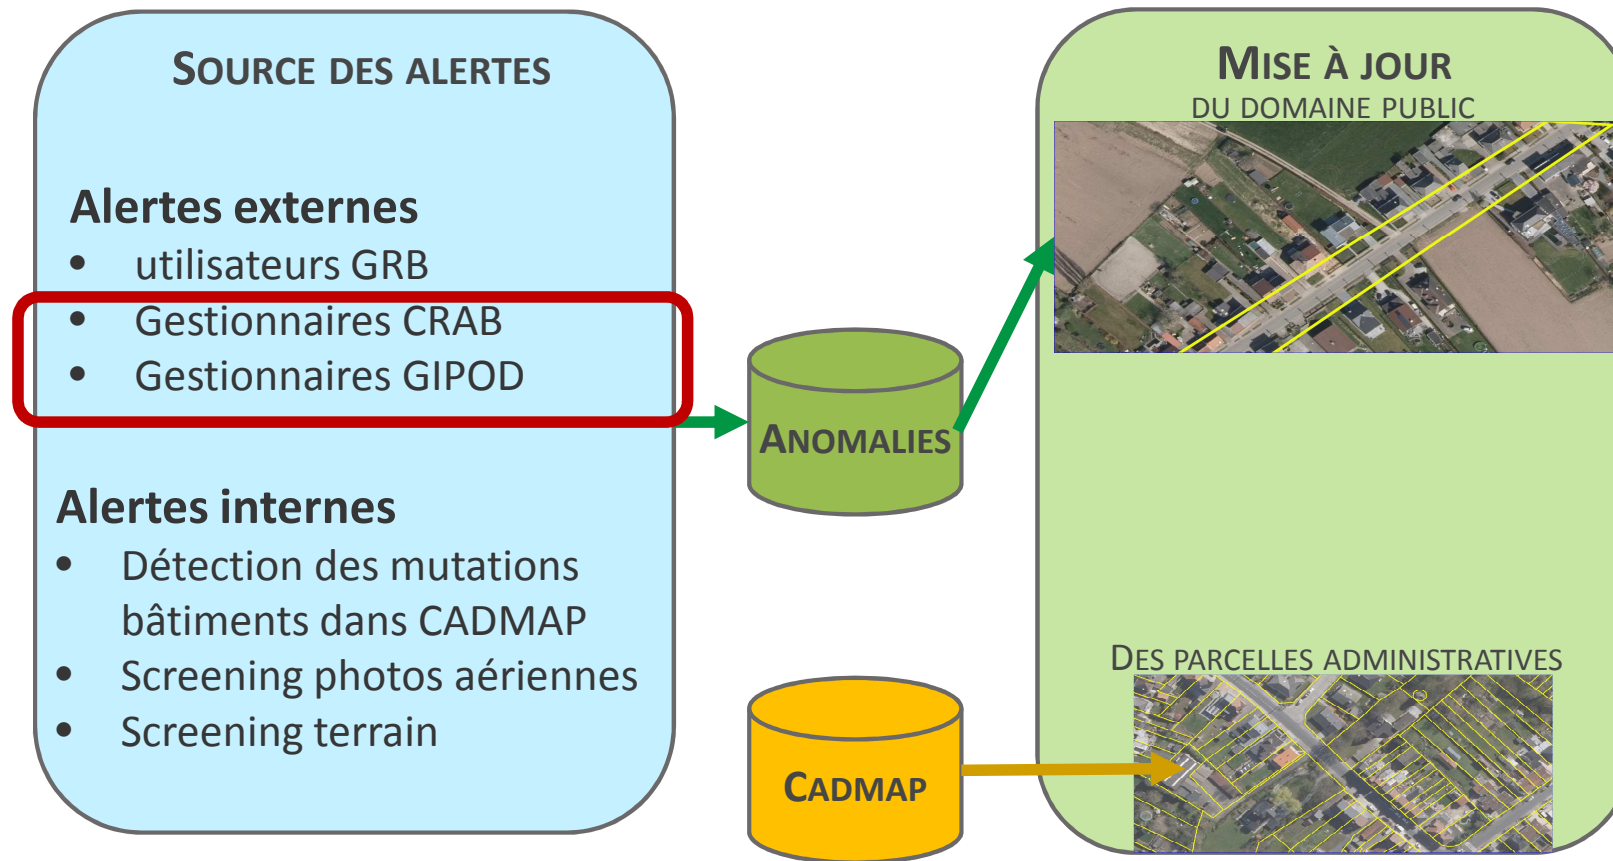 SOURCE DES ALERTES
Alertes externes
• utilisateurs GRB
• Gestionnaires CRAB
• Gestionnaires GIPOD
Alertes internes
• Détection des mutations
bâtiments dans CADMAP
• Screening photos aériennes
• Screening terrain
ANOMALIES
CADMAP
MISE À JOUR
DU DOMAINE PUBLIC
DES PARCELLES ADMINISTRATIVES